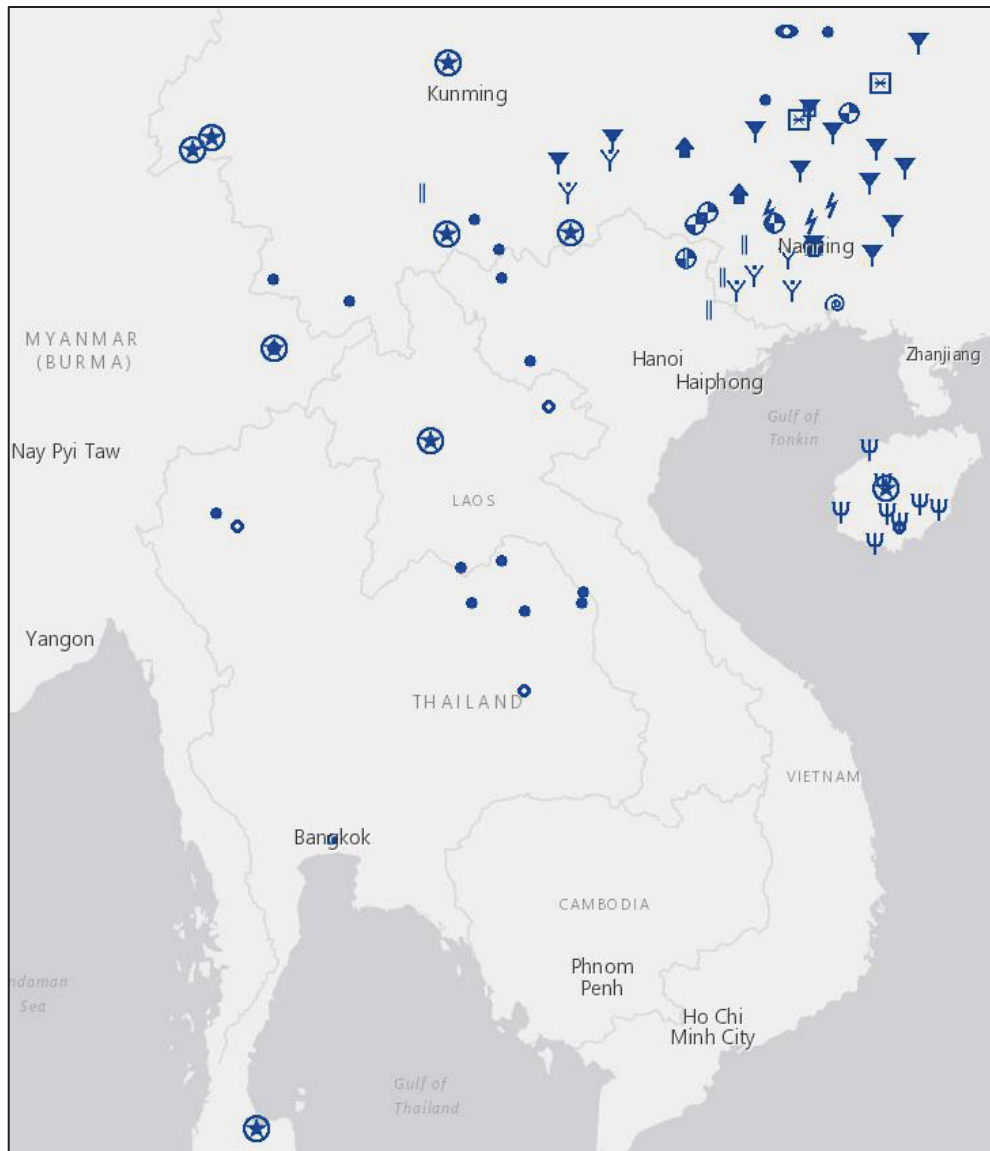 Kunming
Nanning
MYANMAR
(BURMA)
Hanoi
Zhanjiang
Haiphong
Gulf of
Tonkin
Nay Pyi Taw
LAOS
Yangon
THAILAND
VIETNAM
Bangkok
CAMBODIA
Phnom
Penh
ndaman
Sea
Ho Chi
Minh City
Gulf of
Thailand